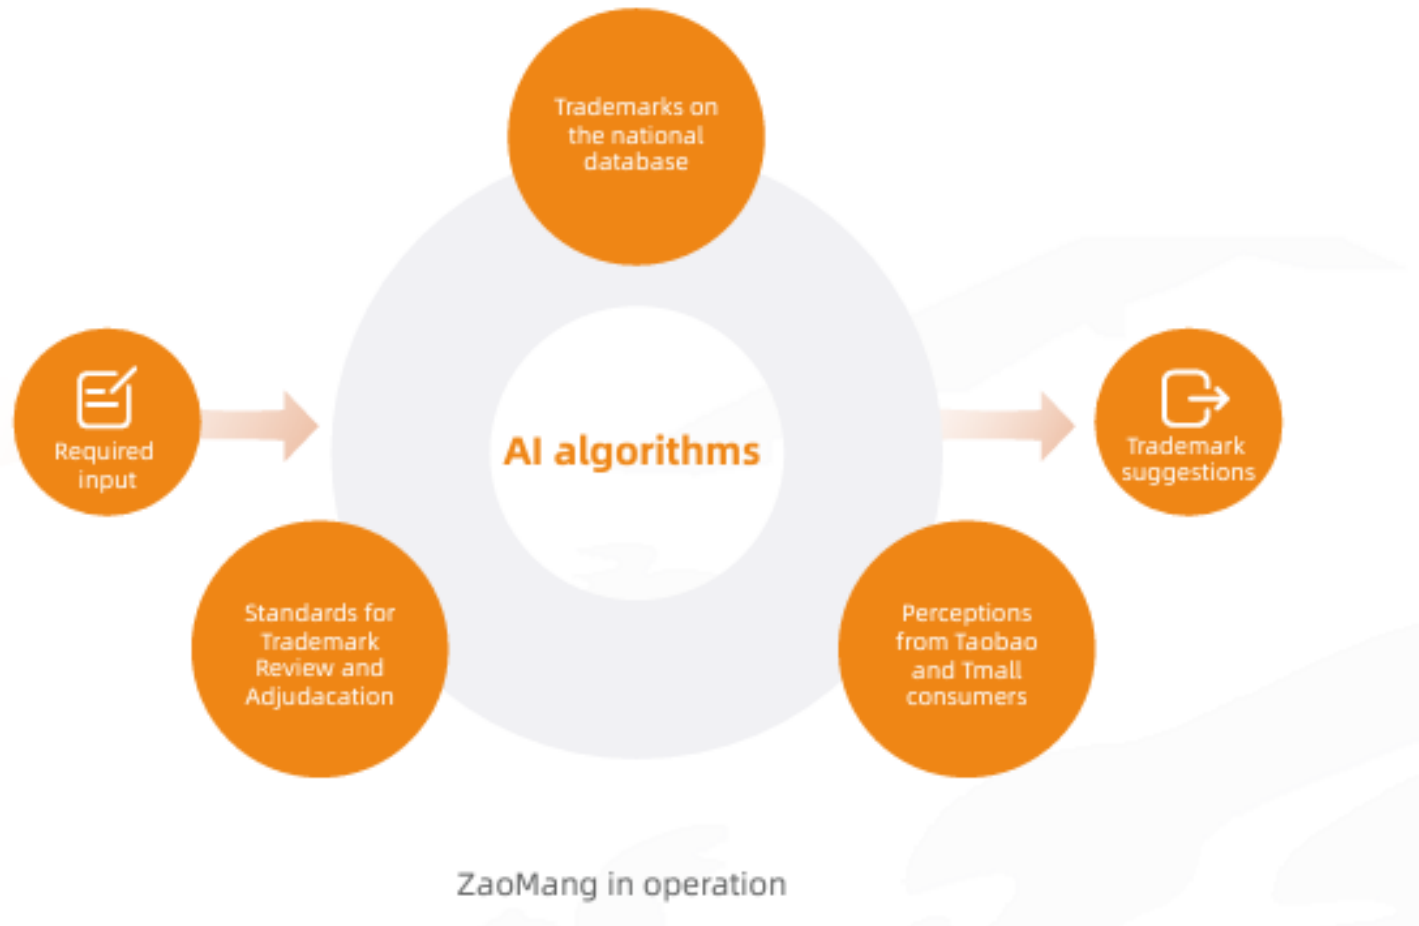 Trademarks on
the national
database
Required
input
AI algorithms
Trademark
suggestions
Standards for
Trademark
Review and
Adjudacation
Perceptions
from Taobao
and Tmall
consumers
ZaoMang in operation